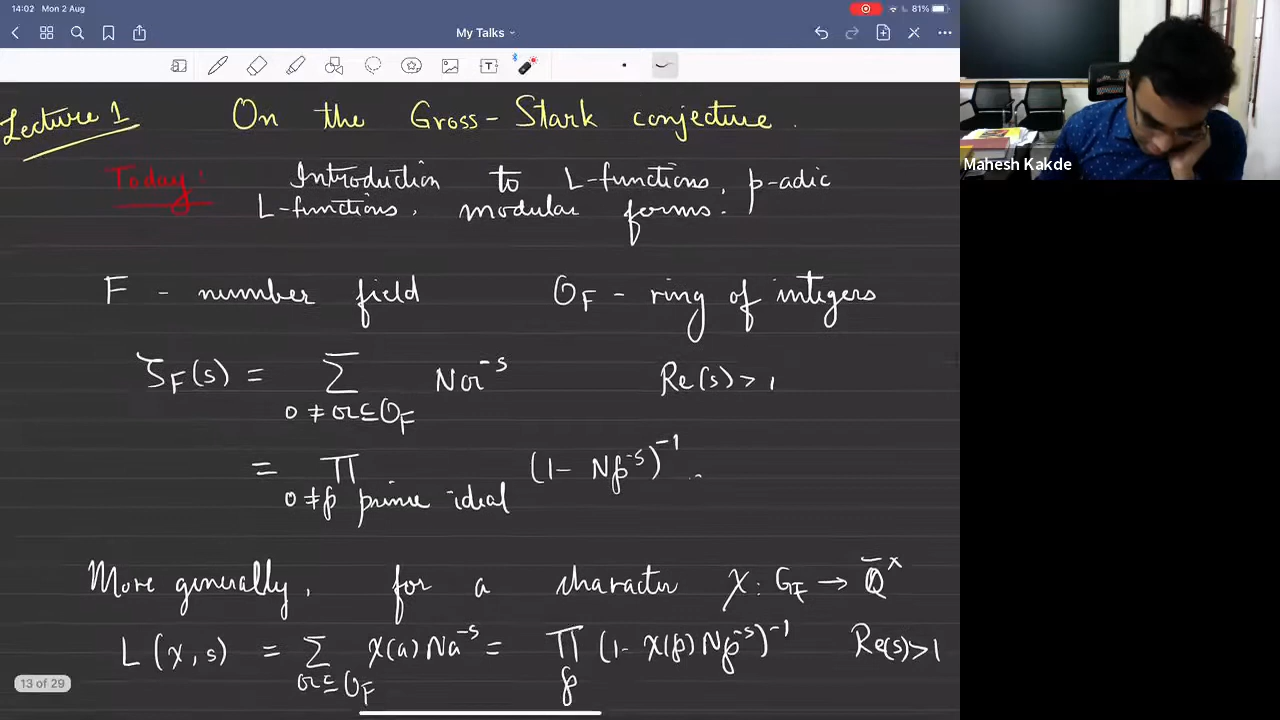 14:02 Mon 2 Aug
81%
My Talks
Lecture 1 On the Gross-Stark conjecture.
Today: Introduction to L-functions, p-adic
L-functions, modular forms.
F - number field O_F - ring of integers
ζ_F(s) = Σ_{0 ≠ 𝔞 ⊆ O_F} N𝔞^{-s} Re(s) > 1
= Π_{0 ≠ 𝔭 prime ideal} (1 - N𝔭^{-s})^{-1} .
More generally, for a character χ : G_F → Q̄^×
L(χ, s) = Σ_{𝔞 ⊆ O_F} χ(a) Na^{-s} = Π_𝔭 (1 - χ(𝔭) N𝔭^{-s})^{-1} Re(s) > 1
13 of 29
Mahesh Kakde